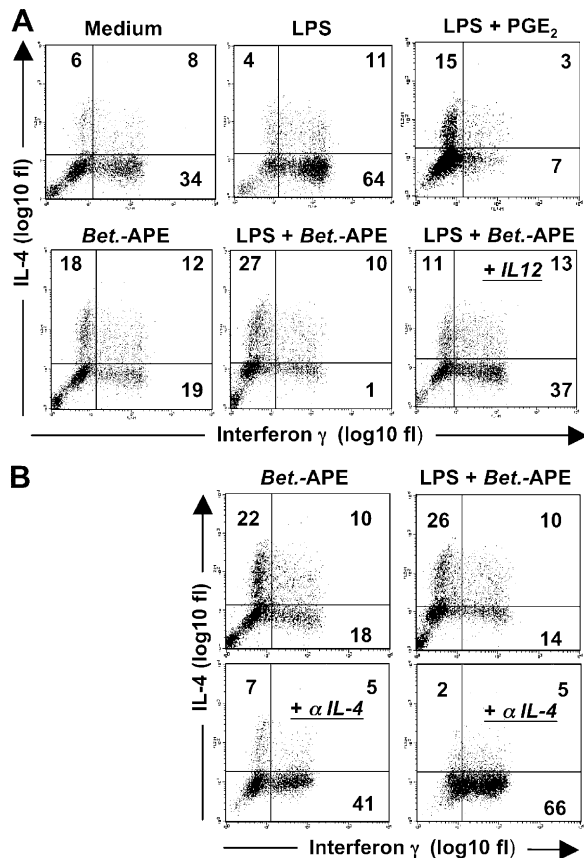 A
Medium
LPS
LPS + PGE2
6 8
4 11
15 3
34
64
7
Bet.-APE
LPS + Bet.-APE
LPS + Bet.-APE
18 12
27 10
11 13
+ IL12
19
1
37
IL-4 (log10 fl)
Interferon γ (log10 fl)
B
Bet.-APE
LPS + Bet.-APE
22 10
26 10
18
14
7 5
2 5
+ α IL-4
+ α IL-4
41
66
IL-4 (log10 fl)
Interferon γ (log10 fl)